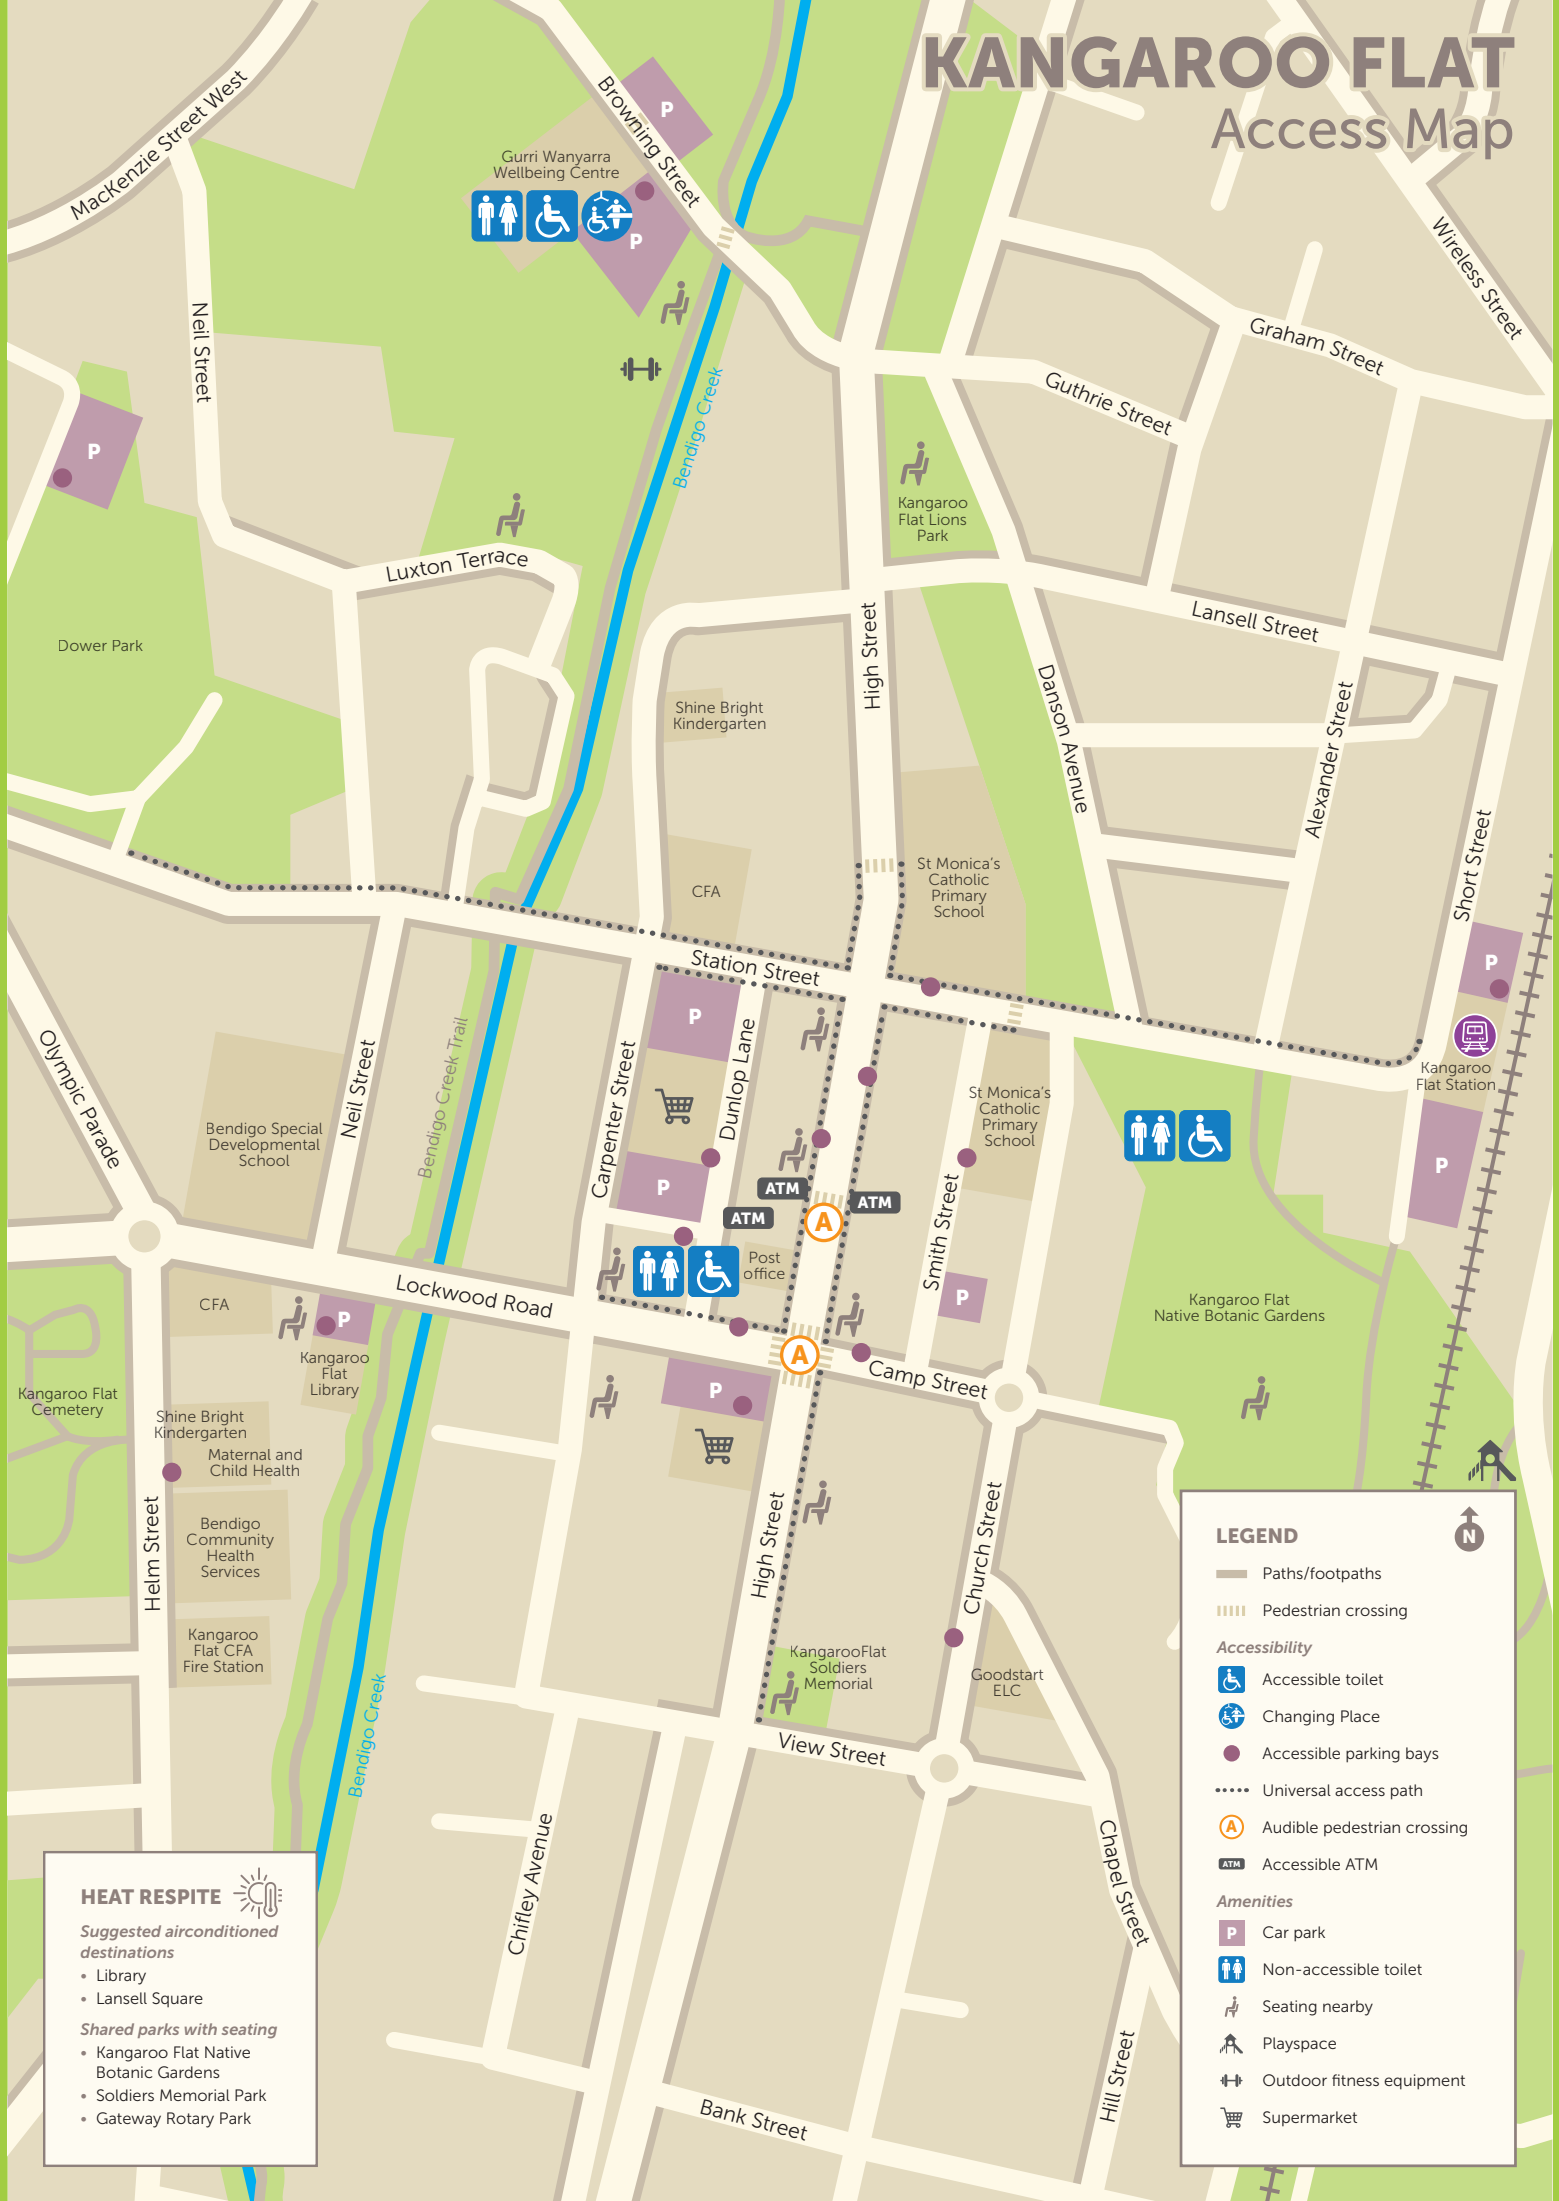 KANGAROO FLAT
Access Map
MacKenzie Street West
Browning Street
P
Gurri Wanyarra
Wellbeing Centre
P
Wireless Street
Neil Street
Graham Street
Guthrie Street
Bendigo Creek
P
Kangaroo
Flat Lions
Park
Luxton Terrace
Lansell Street
High Street
Dower Park
Danson Avenue
Alexander Street
Shine Bright
Kindergarten
Short Street
CFA
St Monica's
Catholic
Primary
School
Station Street
P
P
Olympic Parade
Neil Street
Bendigo Creek Trail
Carpenter Street
Dunlop Lane
Kangaroo
Flat Station
St Monica's
Catholic
Primary
School
Bendigo Special
Developmental
School
P
P
ATM
ATM
ATM
A
Smith Street
Post
office
Lockwood Road
CFA
P
P
Kangaroo Flat
Native Botanic Gardens
A
Kangaroo
Flat
Library
Camp Street
P
Kangaroo Flat
Cemetery
Shine Bright
Kindergarten
Maternal and
Child Health
Helm Street
Bendigo
Community
Health
Services
High Street
Church Street
Kangaroo
Flat CFA
Fire Station
KangarooFlat
Soldiers
Memorial
Goodstart
ELC
Bendigo Creek
View Street
Chifley Avenue
Chapel Street
Hill Street
Bank Street
HEAT RESPITE
Suggested airconditioned
destinations
• Library
• Lansell Square
Shared parks with seating
• Kangaroo Flat Native
Botanic Gardens
• Soldiers Memorial Park
• Gateway Rotary Park
LEGEND
N
Paths/footpaths
Pedestrian crossing
Accessibility
Accessible toilet
Changing Place
Accessible parking bays
Universal access path
A Audible pedestrian crossing
ATM Accessible ATM
Amenities
P Car park
Non-accessible toilet
Seating nearby
Playspace
Outdoor fitness equipment
Supermarket